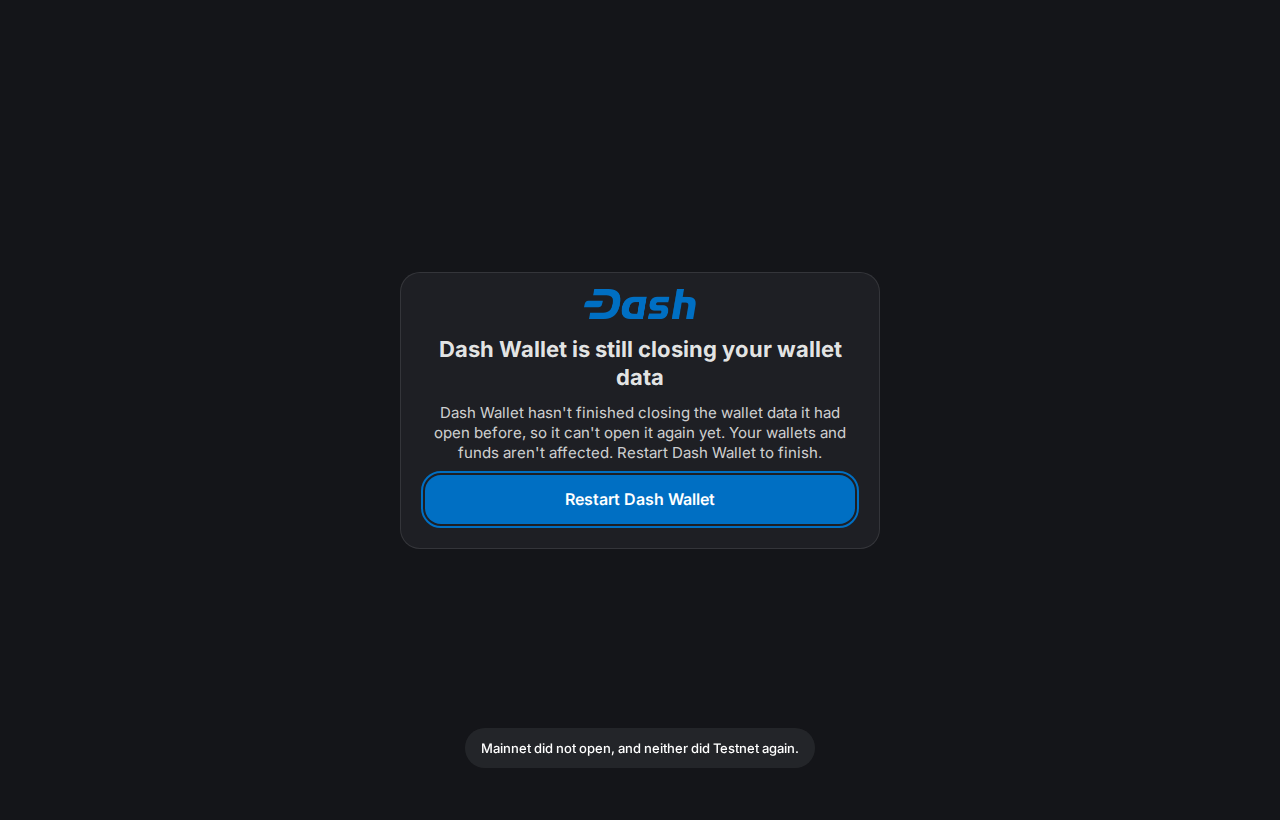 Dash
Dash Wallet is still closing your wallet
data
Dash Wallet hasn't finished closing the wallet data it had
open before, so it can't open it again yet. Your wallets and
funds aren't affected. Restart Dash Wallet to finish.
Restart Dash Wallet
Mainnet did not open, and neither did Testnet again.